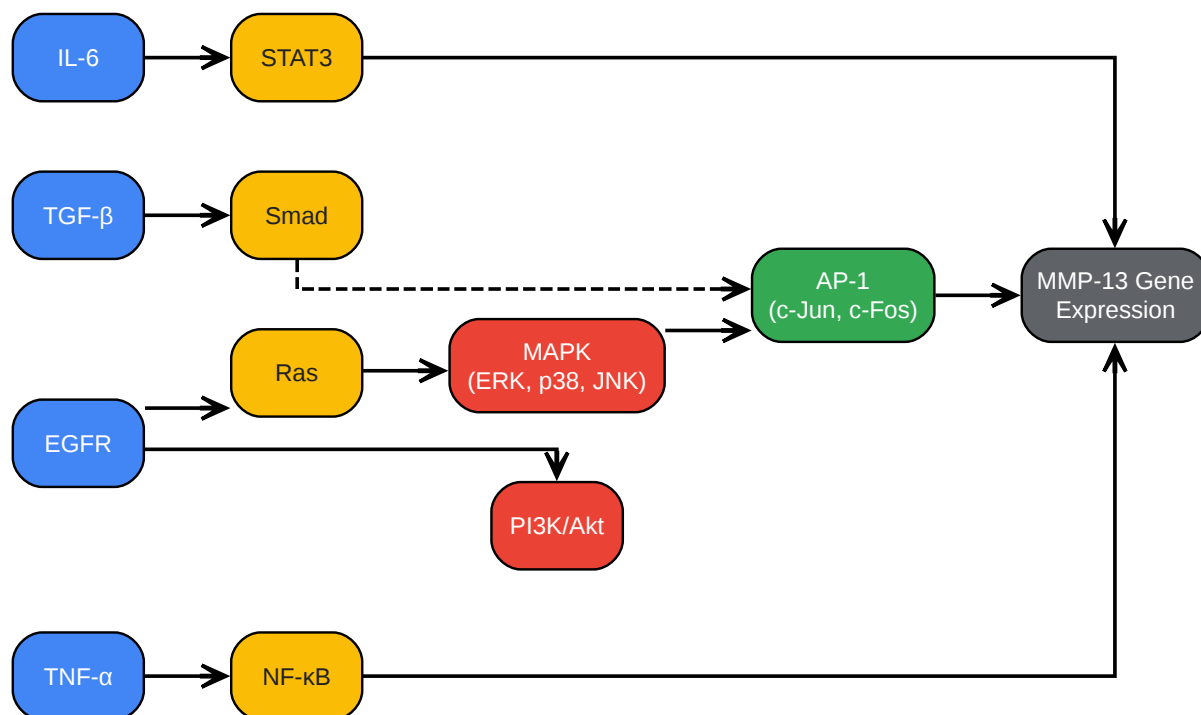 IL-6
STAT3
TGF-β
Smad
AP-1
(c-Jun, c-Fos)
MMP-13 Gene
Expression
Ras
MAPK
(ERK, p38, JNK)
EGFR
PI3K/Akt
TNF-α
NF-κB